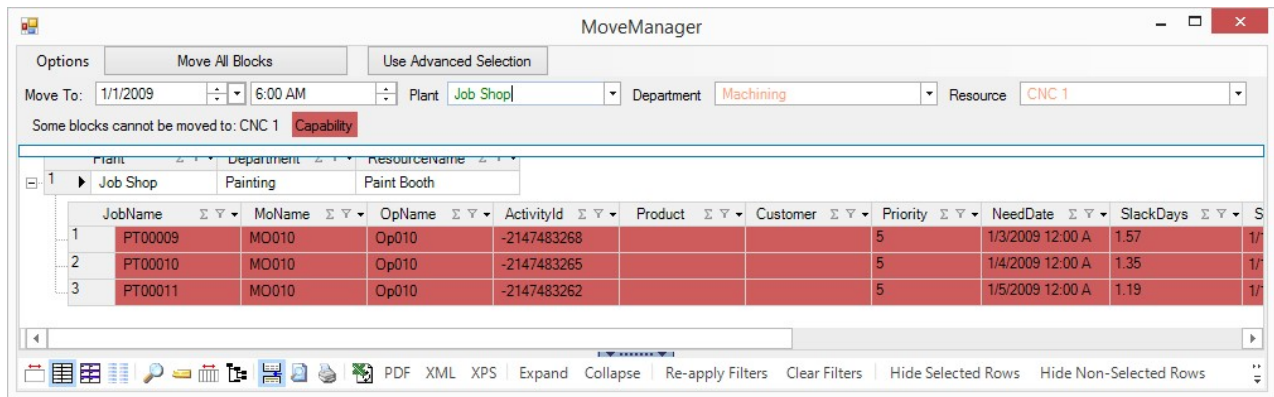 MoveManager
Options Move All Blocks Use Advanced Selection
Move To: 1/1/2009 6:00 AM Plant Job Shop Department Machining Resource CNC 1
Some blocks cannot be moved to: CNC 1 Capability
Plant Σ Department Σ ResourceName Σ
1 Job Shop Painting Paint Booth
JobName Σ MoName Σ OpName Σ ActivityId Σ Product Σ Customer Σ Priority Σ NeedDate Σ SlackDays Σ S
1 PT00009 MO010 Op010 -2147483268 5 1/3/2009 12:00 A 1.57 1/
2 PT00010 MO010 Op010 -2147483265 5 1/4/2009 12:00 A 1.35 1/
3 PT00011 MO010 Op010 -2147483262 5 1/5/2009 12:00 A 1.19 1/
PDF XML XPS Expand Collapse Re-apply Filters Clear Filters Hide Selected Rows Hide Non-Selected Rows